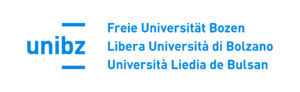 unibz
Freie Universität Bozen
Libera Università di Bolzano
Università Liedia de Bulsan